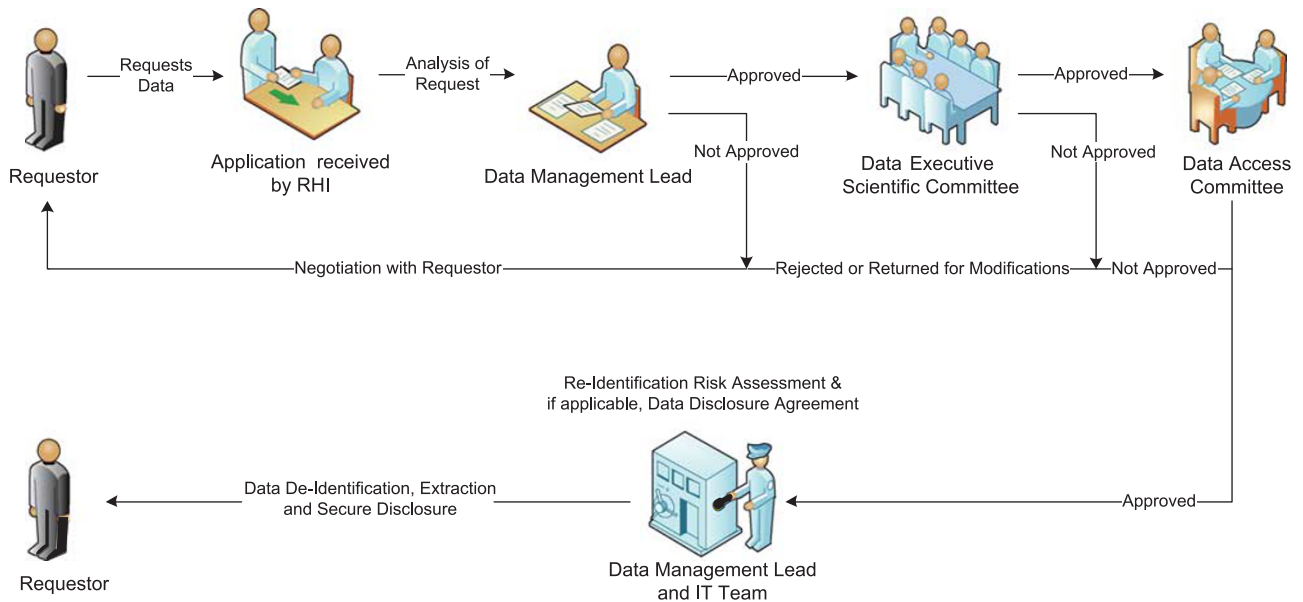 Requests
Data
Analysis of
Request
Approved
Approved
Not Approved
Not Approved
Requestor
Application received
by RHI
Data Management Lead
Data Executive
Scientific Committee
Data Access
Committee
Negotiation with Requestor
Rejected or Returned for Modifications
Not Approved
Re-Identification Risk Assessment &
if applicable, Data Disclosure Agreement
Data De-Identification, Extraction
and Secure Disclosure
Approved
Requestor
Data Management Lead
and IT Team